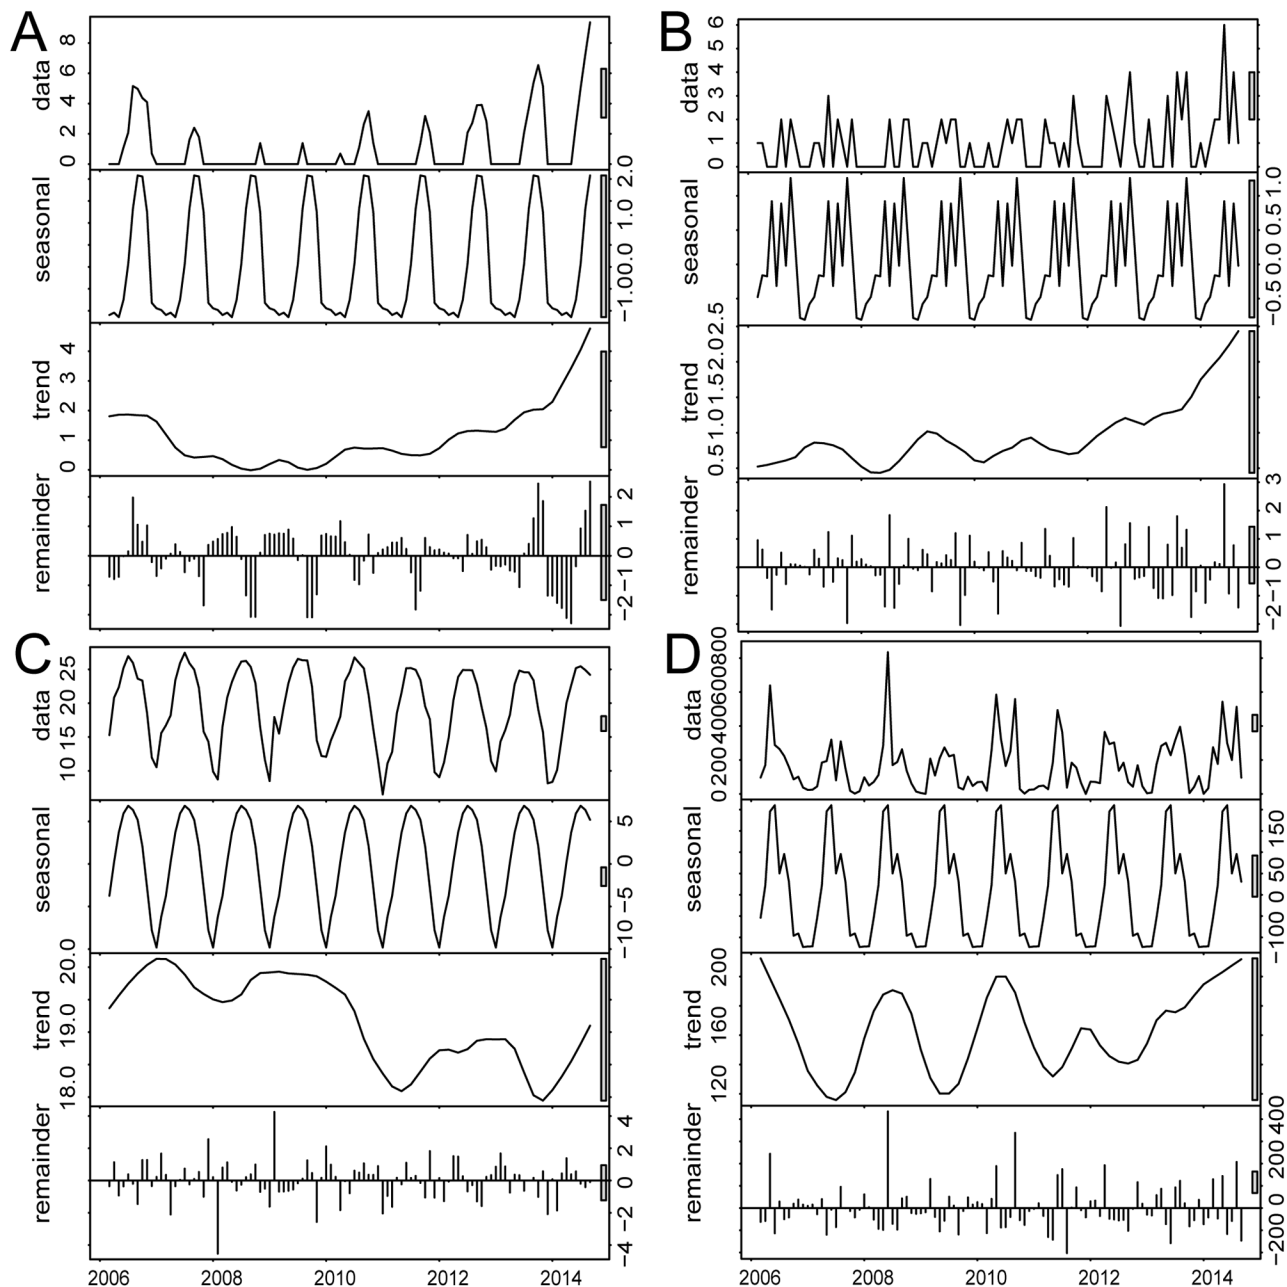 A
data
0 2 4 6 8
seasonal
−1.0 0.0 1.0 2.0
trend
0 1 2 3 4
remainder
−2 −1 0 1 2
B
data
0 1 2 3 4 5 6
seasonal
−0.5 0.0 0.5 1.0
trend
0.5 1.0 1.5 2.0 2.5
remainder
−2 −1 0 1 2 3
C
data
10 15 20 25
seasonal
−10 −5 0 5
trend
18.0 19.0 20.0
remainder
−4 −2 0 2 4
2006 2008 2010 2012 2014
D
data
0 200 400 600 800
seasonal
−100 0 50 150
trend
120 160 200
remainder
−200 0 200 400
2006 2008 2010 2012 2014